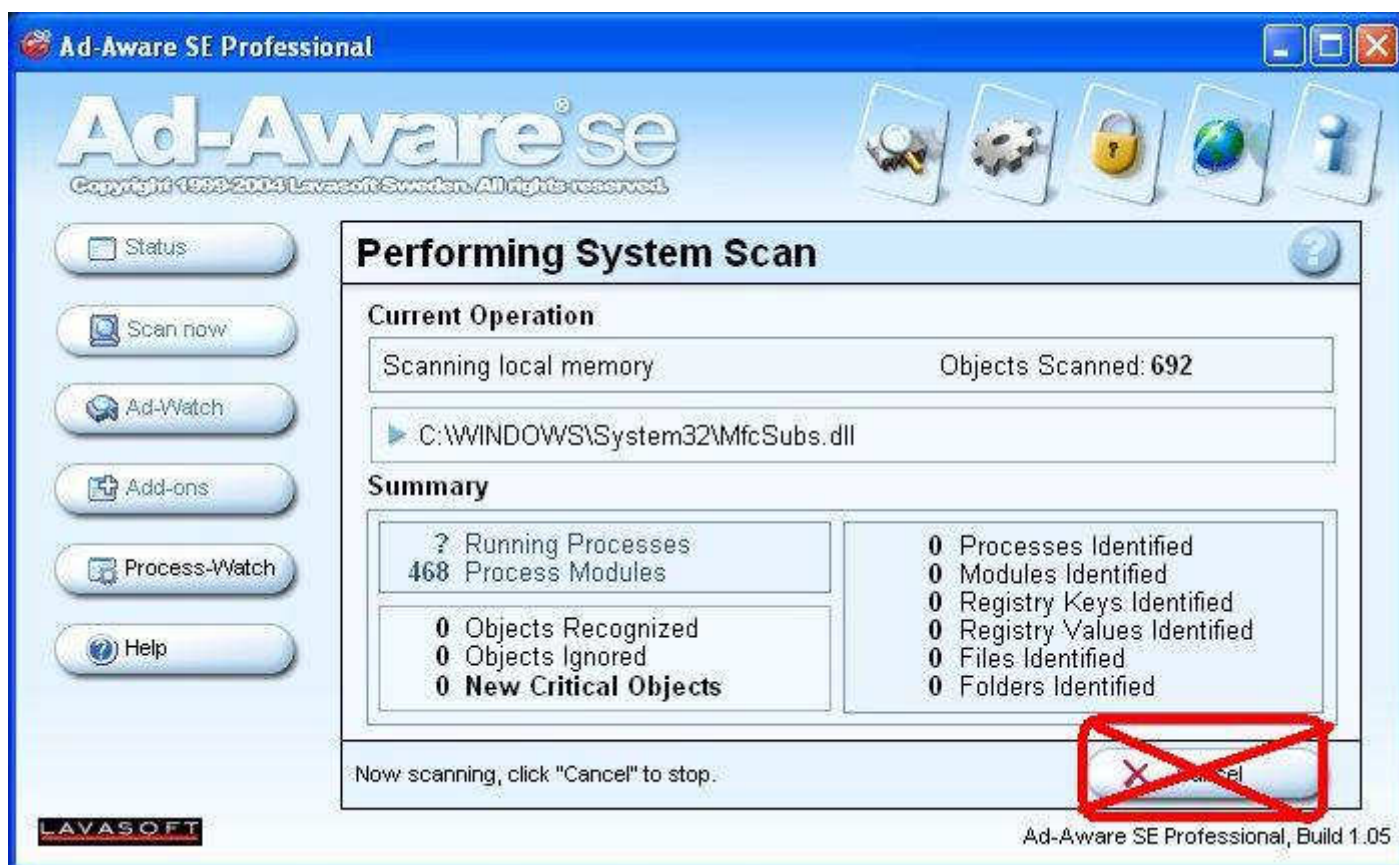 Ad-Aware SE Professional
Ad-Aware® se
Copyright 1999-2004 Lavasoft Sweden. All rights reserved.
Status
Scan now
Ad-Watch
Add-ons
Process-Watch
Help
Performing System Scan
Current Operation
Scanning local memory Objects Scanned: 692
C:\WINDOWS\System32\MfcSubs.dll
Summary
? Running Processes
468 Process Modules
0 Objects Recognized
0 Objects Ignored
0 New Critical Objects
0 Processes Identified
0 Modules Identified
0 Registry Keys Identified
0 Registry Values Identified
0 Files Identified
0 Folders Identified
Now scanning, click "Cancel" to stop.
Cancel
LAVASOFT
Ad-Aware SE Professional, Build 1.05